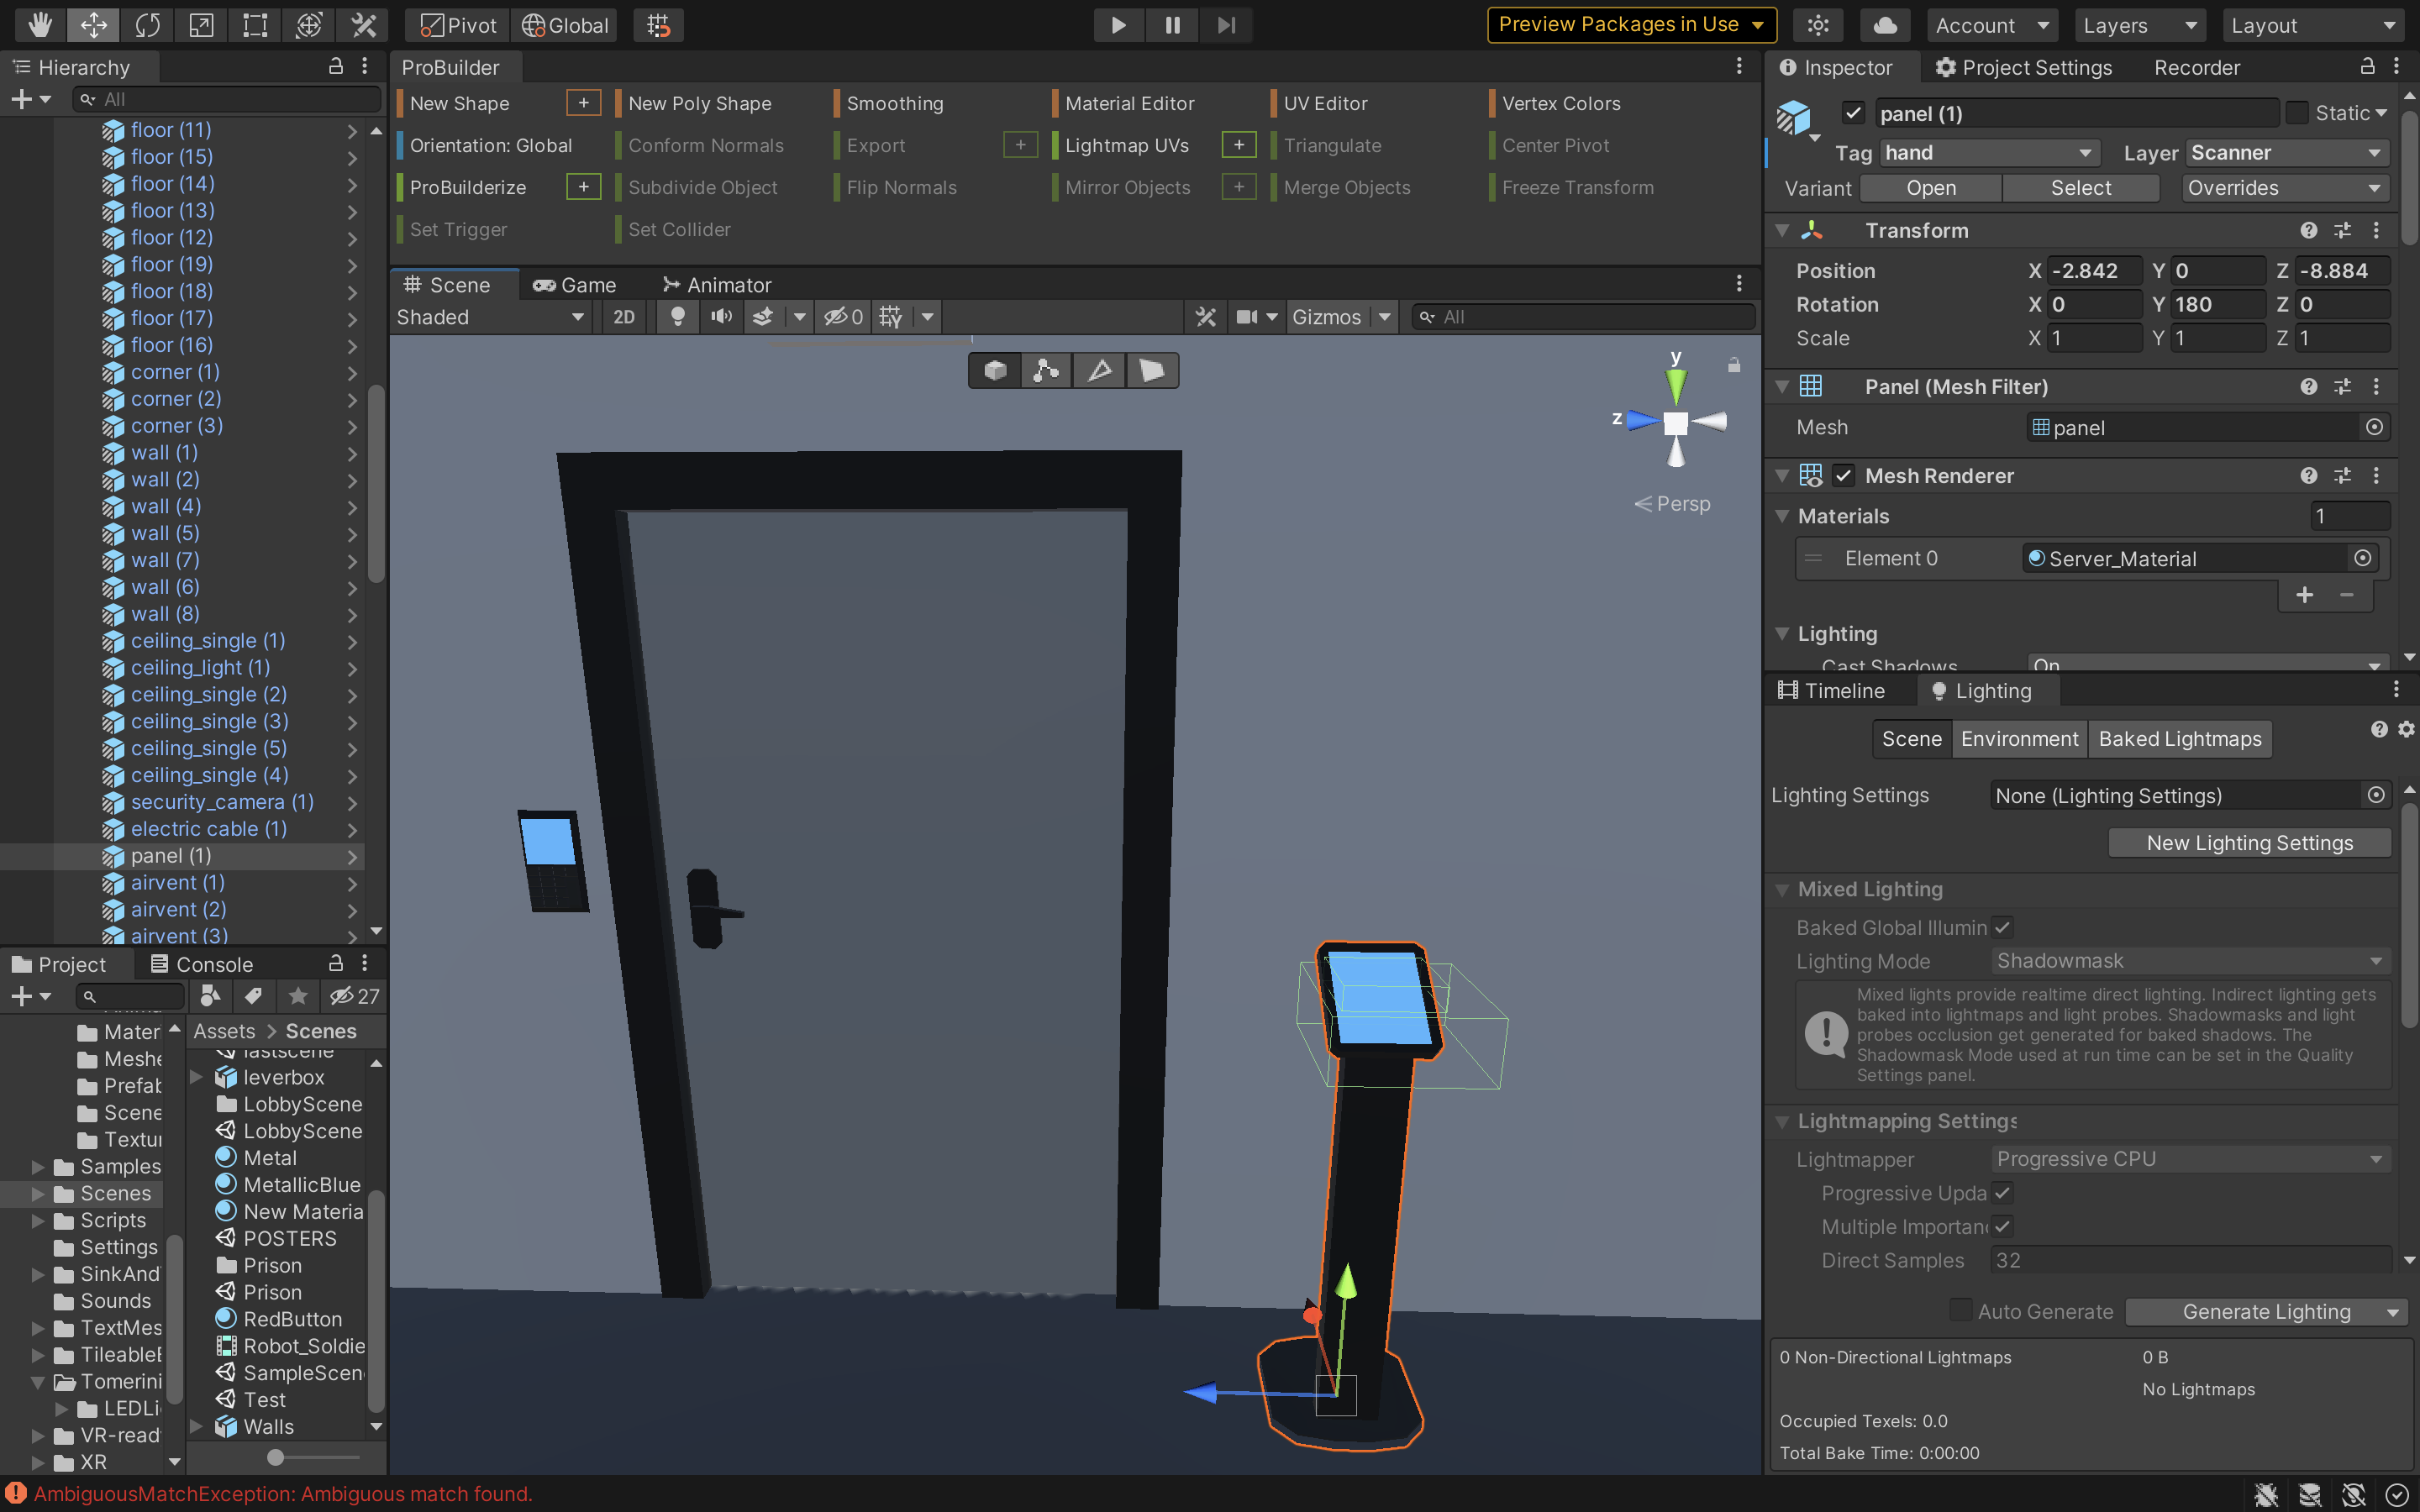 Pivot Global Preview Packages in Use Account Layers Layout
Hierarchy
All
floor (11)
floor (15)
floor (14)
floor (13)
floor (12)
floor (19)
floor (18)
floor (17)
floor (16)
corner (1)
corner (2)
corner (3)
wall (1)
wall (2)
wall (4)
wall (5)
wall (7)
wall (6)
wall (8)
ceiling_single (1)
ceiling_light (1)
ceiling_single (2)
ceiling_single (3)
ceiling_single (5)
ceiling_single (4)
security_camera (1)
electric cable (1)
panel (1)
airvent (1)
airvent (2)
airvent (3)
Project Console
27
Mater
Meshe
Prefab
Scene
Textur
Samples
Scenes
Scripts
Settings
SinkAnd
Sounds
TextMes
TileableB
Tomerini
LEDLi
VR-read
XR
Assets > Scenes
lastscene
leverbox
LobbyScene
LobbyScene
Metal
MetallicBlue
New Materia
POSTERS
Prison
Prison
RedButton
Robot_Soldie
SampleScen
Test
Walls
ProBuilder
New Shape + New Poly Shape Smoothing Material Editor UV Editor Vertex Colors
Orientation: Global Conform Normals Export + Lightmap UVs + Triangulate Center Pivot
ProBuilderize + Subdivide Object Flip Normals Mirror Objects + Merge Objects Freeze Transform
Set Trigger Set Collider
Scene Game Animator
Shaded 2D 0 Gizmos All
y
z
Persp
Inspector Project Settings Recorder
panel (1) Static
Tag hand Layer Scanner
Variant Open Select Overrides
Transform
Position X -2.842 Y 0 Z -8.884
Rotation X 0 Y 180 Z 0
Scale X 1 Y 1 Z 1
Panel (Mesh Filter)
Mesh panel
Mesh Renderer
Materials 1
Element 0 Server_Material
+ −
Lighting
Cast Shadows On
Timeline Lighting
Scene Environment Baked Lightmaps
Lighting Settings None (Lighting Settings)
New Lighting Settings
Mixed Lighting
Baked Global Illumin
Lighting Mode Shadowmask
Mixed lights provide realtime direct lighting. Indirect lighting gets
baked into lightmaps and light probes. Shadowmasks and light
probes occlusion get generated for baked shadows. The
Shadowmask Mode used at run time can be set in the Quality
Settings panel.
Lightmapping Settings
Lightmapper Progressive CPU
Progressive Upda
Multiple Importan
Direct Samples 32
Auto Generate Generate Lighting
0 Non-Directional Lightmaps 0 B
No Lightmaps
Occupied Texels: 0.0
Total Bake Time: 0:00:00
AmbiguousMatchException: Ambiguous match found.